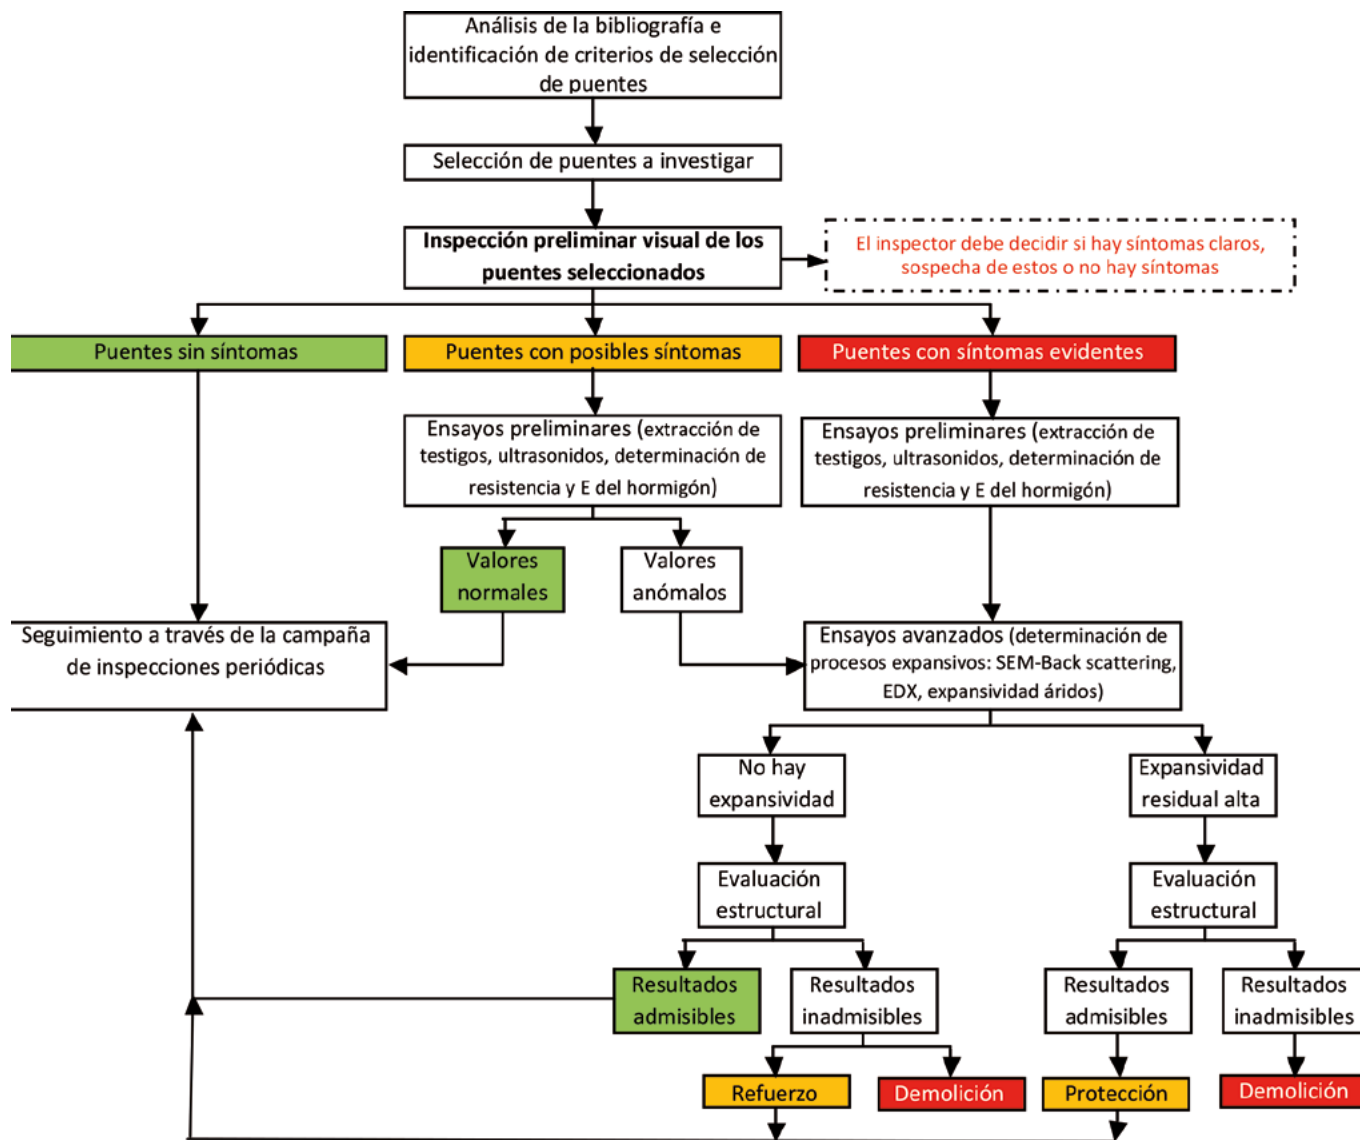 Análisis de la bibliografía e
identificación de criterios de selección
de puentes
Selección de puentes a investigar
Inspección preliminar visual de los
puentes seleccionados
El inspector debe decidir si hay síntomas claros,
sospecha de estos o no hay síntomas
Puentes sin síntomas
Puentes con posibles síntomas
Puentes con síntomas evidentes
Ensayos preliminares (extracción de
testigos, ultrasonidos, determinación de
resistencia y E del hormigón)
Ensayos preliminares (extracción de
testigos, ultrasonidos, determinación de
resistencia y E del hormigón)
Valores
normales
Valores
anómalos
Seguimiento a través de la campaña
de inspecciones periódicas
Ensayos avanzados (determinación de
procesos expansivos: SEM-Back scattering,
EDX, expansividad áridos)
No hay
expansividad
Expansividad
residual alta
Evaluación
estructural
Evaluación
estructural
Resultados
admisibles
Resultados
inadmisibles
Resultados
admisibles
Resultados
inadmisibles
Refuerzo
Demolición
Protección
Demolición